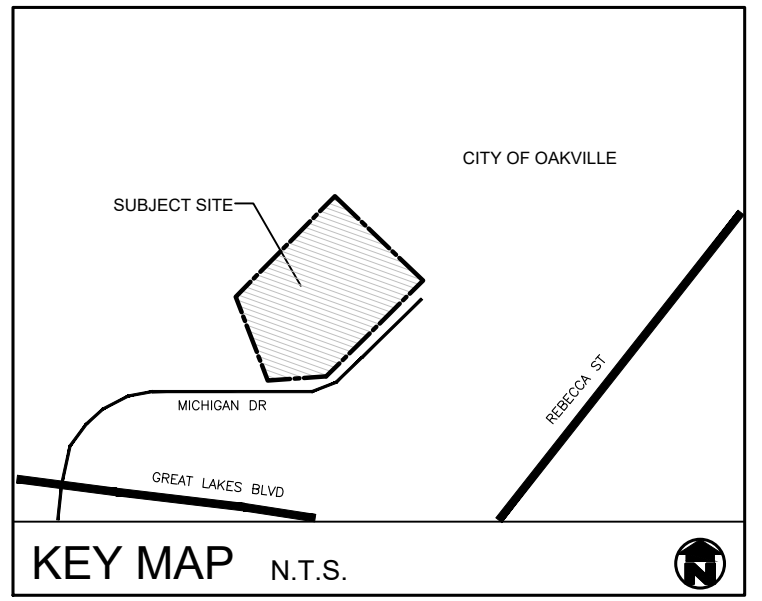 CITY OF OAKVILLE
SUBJECT SITE
REBECCA ST
MICHIGAN DR
GREAT LAKES BLVD
KEY MAP N.T.S.
N